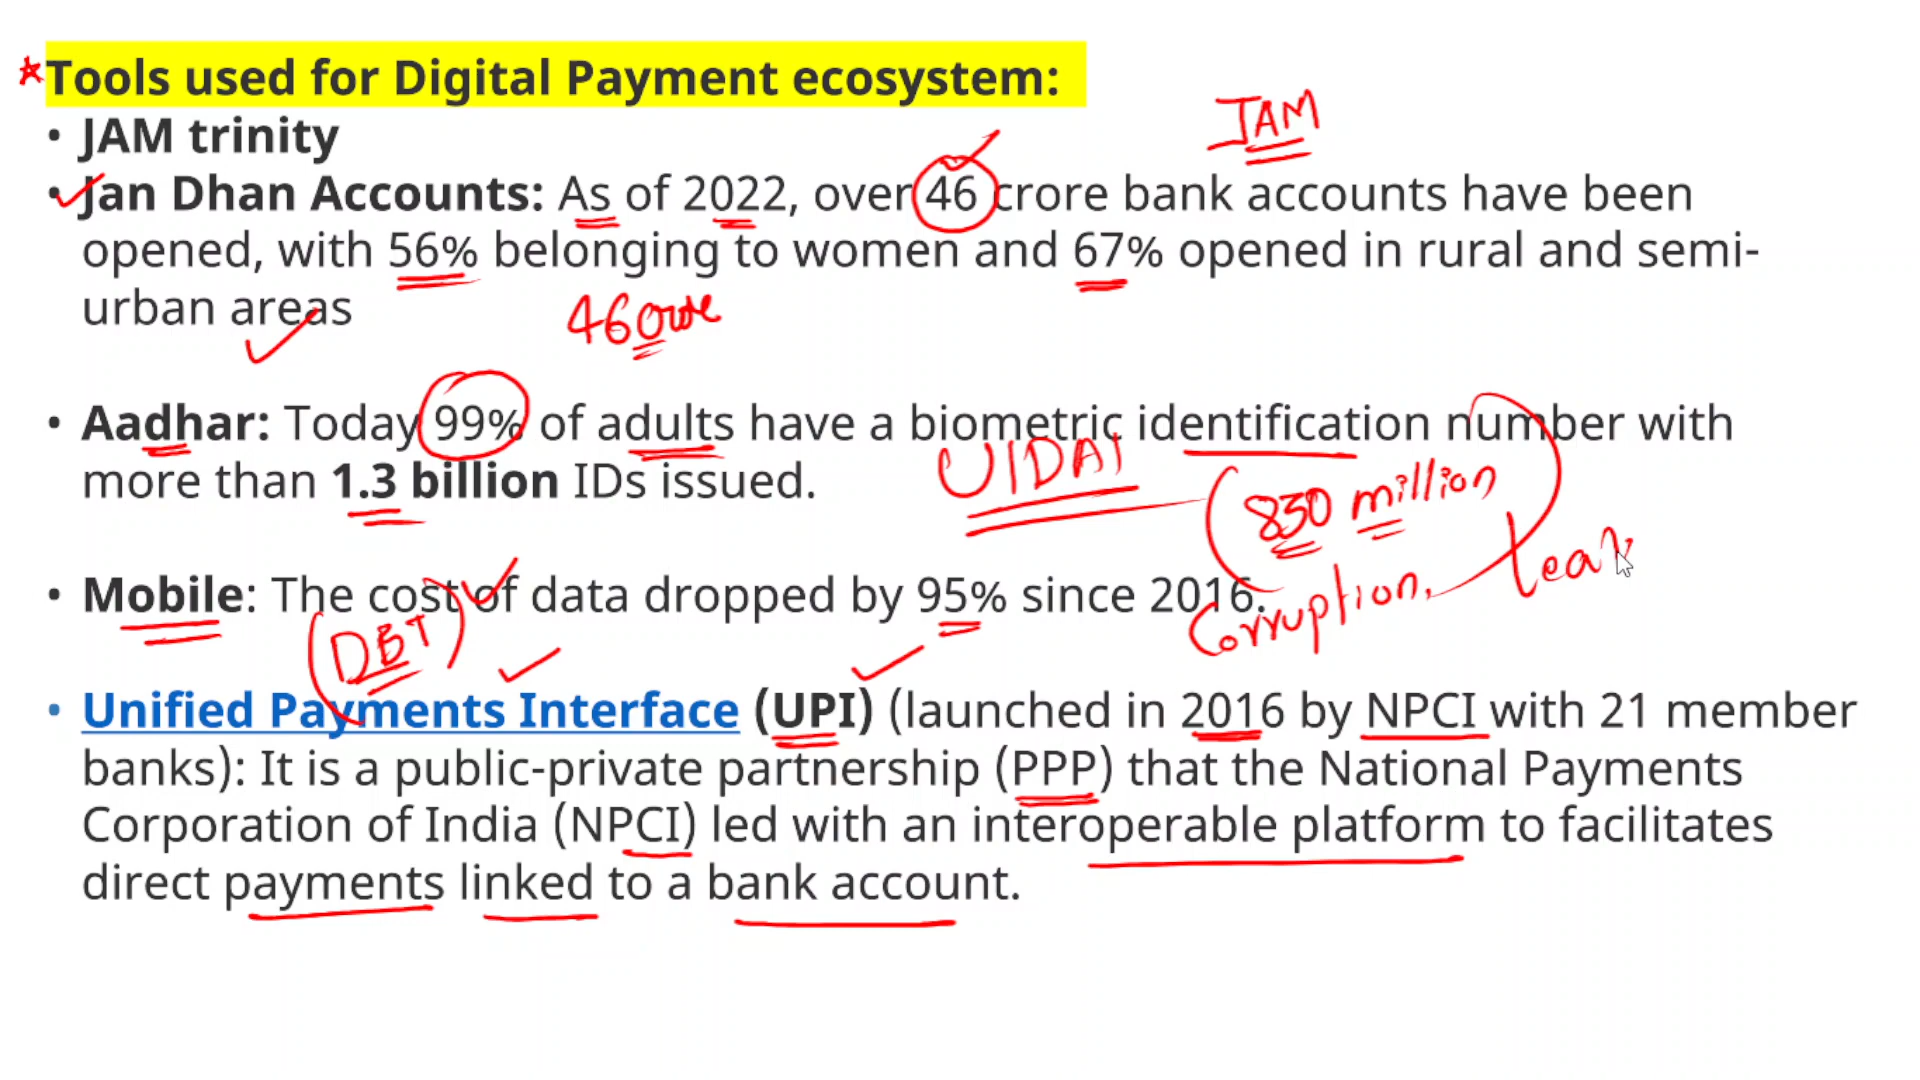 *Tools used for Digital Payment ecosystem:
JAM
• JAM trinity
• Jan Dhan Accounts: As of 2022, over 46 crore bank accounts have been
opened, with 56% belonging to women and 67% opened in rural and semi-
urban areas
46 crore
• Aadhar: Today 99% of adults have a biometric identification number with
more than 1.3 billion IDs issued.
UIDAI
830 million
• Mobile: The cost of data dropped by 95% since 2016.
Corruption, Leak
(DBT)
• Unified Payments Interface (UPI) (launched in 2016 by NPCI with 21 member
banks): It is a public-private partnership (PPP) that the National Payments
Corporation of India (NPCI) led with an interoperable platform to facilitates
direct payments linked to a bank account.